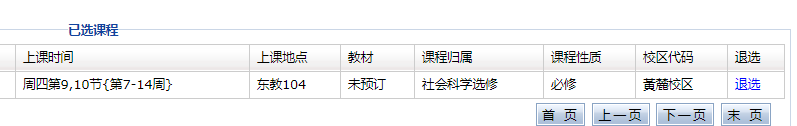 已选课程
上课时间 上课地点 教材 课程归属 课程性质 校区代码 退选
周四第9,10节{第7-14周} 东教104 未预订 社会科学选修 必修 黄麓校区 退选
首 页 上一页 下一页 末 页